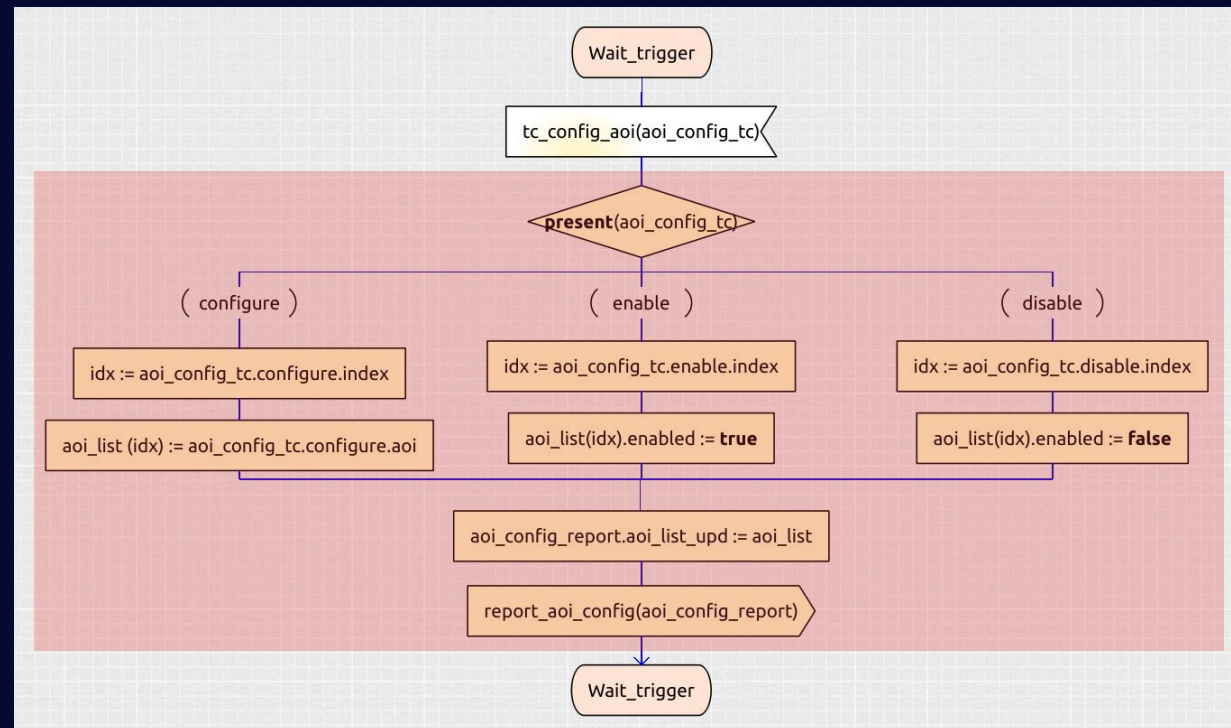 Wait_trigger
tc_config_aoi(aoi_config_tc)
present(aoi_config_tc)
( configure )
( enable )
( disable )
idx := aoi_config_tc.configure.index
idx := aoi_config_tc.enable.index
idx := aoi_config_tc.disable.index
aoi_list (idx) := aoi_config_tc.configure.aoi
aoi_list(idx).enabled := true
aoi_list(idx).enabled := false
aoi_config_report.aoi_list_upd := aoi_list
report_aoi_config(aoi_config_report)
Wait_trigger